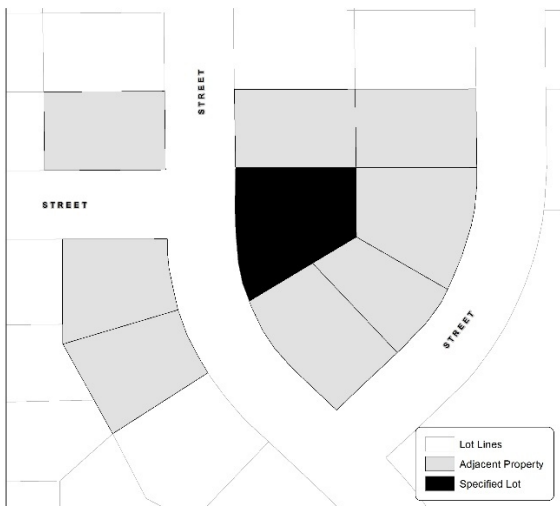 STREET
STREET
STREET
Lot Lines
Adjacent Property
Specified Lot